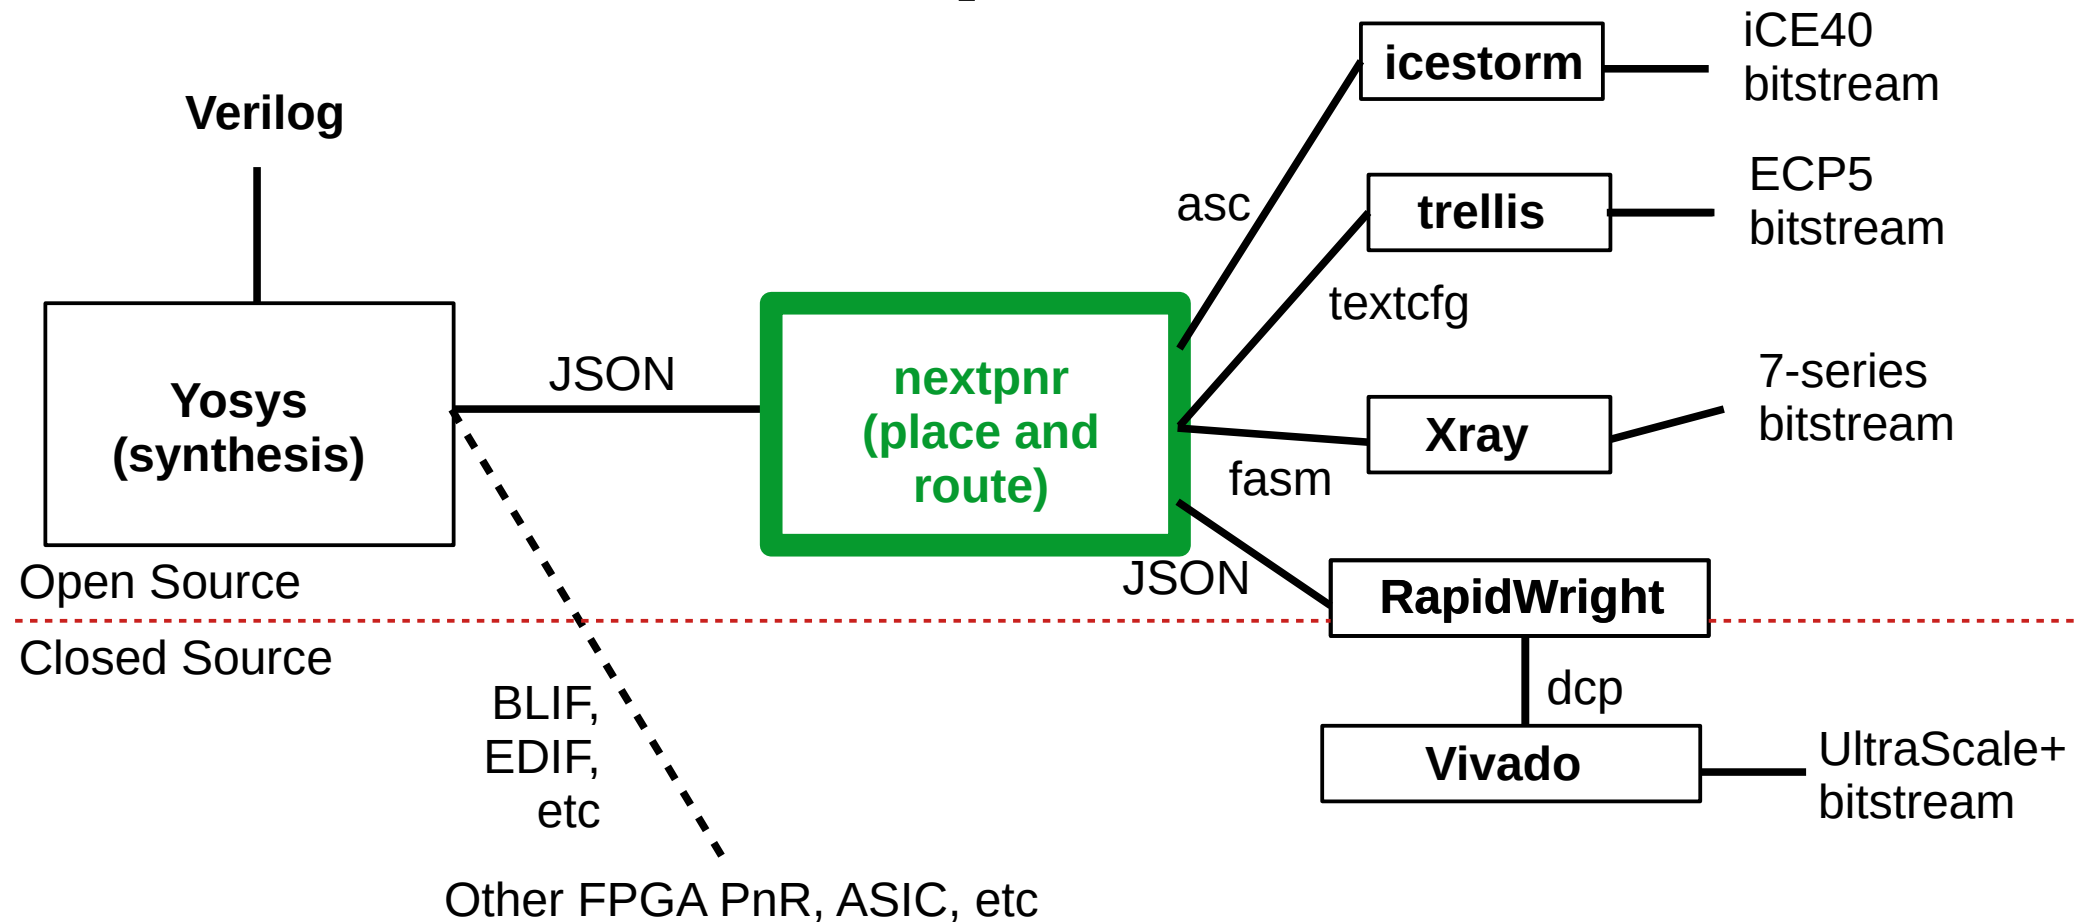 Verilog
Yosys
(synthesis)
JSON
nextpnr
(place and
route)
asc
textcfg
fasm
JSON
icestorm
iCE40
bitstream
trellis
ECP5
bitstream
Xray
7-series
bitstream
RapidWright
Open Source
Closed Source
dcp
Vivado
UltraScale+
bitstream
BLIF,
EDIF,
etc
Other FPGA PnR, ASIC, etc